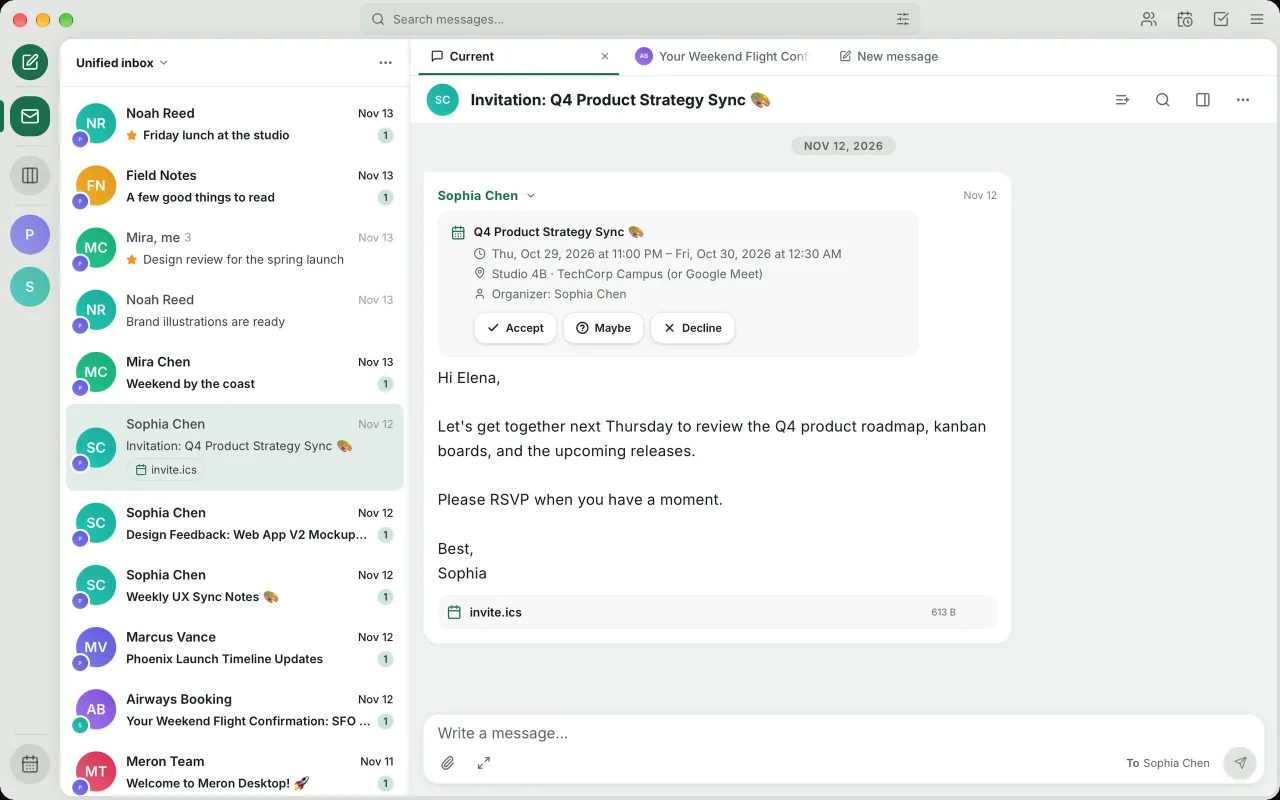 Search messages...
Unified inbox
P
S
NR
P
Noah Reed
Nov 13
Friday lunch at the studio
1
FN
P
Field Notes
Nov 13
A few good things to read
1
MC
P
Mira, me 3
Nov 13
Design review for the spring launch
NR
P
Noah Reed
Nov 13
Brand illustrations are ready
MC
P
Mira Chen
Nov 13
Weekend by the coast
1
SC
P
Sophia Chen
Nov 12
Invitation: Q4 Product Strategy Sync 🎨
invite.ics
SC
P
Sophia Chen
Nov 12
Design Feedback: Web App V2 Mockup...
1
SC
P
Sophia Chen
Nov 12
Weekly UX Sync Notes 🎨
1
MV
P
Marcus Vance
Nov 12
Phoenix Launch Timeline Updates
1
AB
S
Airways Booking
Nov 12
Your Weekend Flight Confirmation: SFO ...
1
MT
P
Meron Team
Nov 11
Welcome to Meron Desktop! 🚀
1
Current
AB
Your Weekend Flight Conf
New message
SC
Invitation: Q4 Product Strategy Sync 🎨
NOV 12, 2026
Sophia Chen
Nov 12
Q4 Product Strategy Sync 🎨
Thu, Oct 29, 2026 at 11:00 PM – Fri, Oct 30, 2026 at 12:30 AM
Studio 4B · TechCorp Campus (or Google Meet)
Organizer: Sophia Chen
Accept
Maybe
Decline
Hi Elena,
Let's get together next Thursday to review the Q4 product roadmap, kanban
boards, and the upcoming releases.
Please RSVP when you have a moment.
Best,
Sophia
invite.ics
613 B
Write a message...
To Sophia Chen